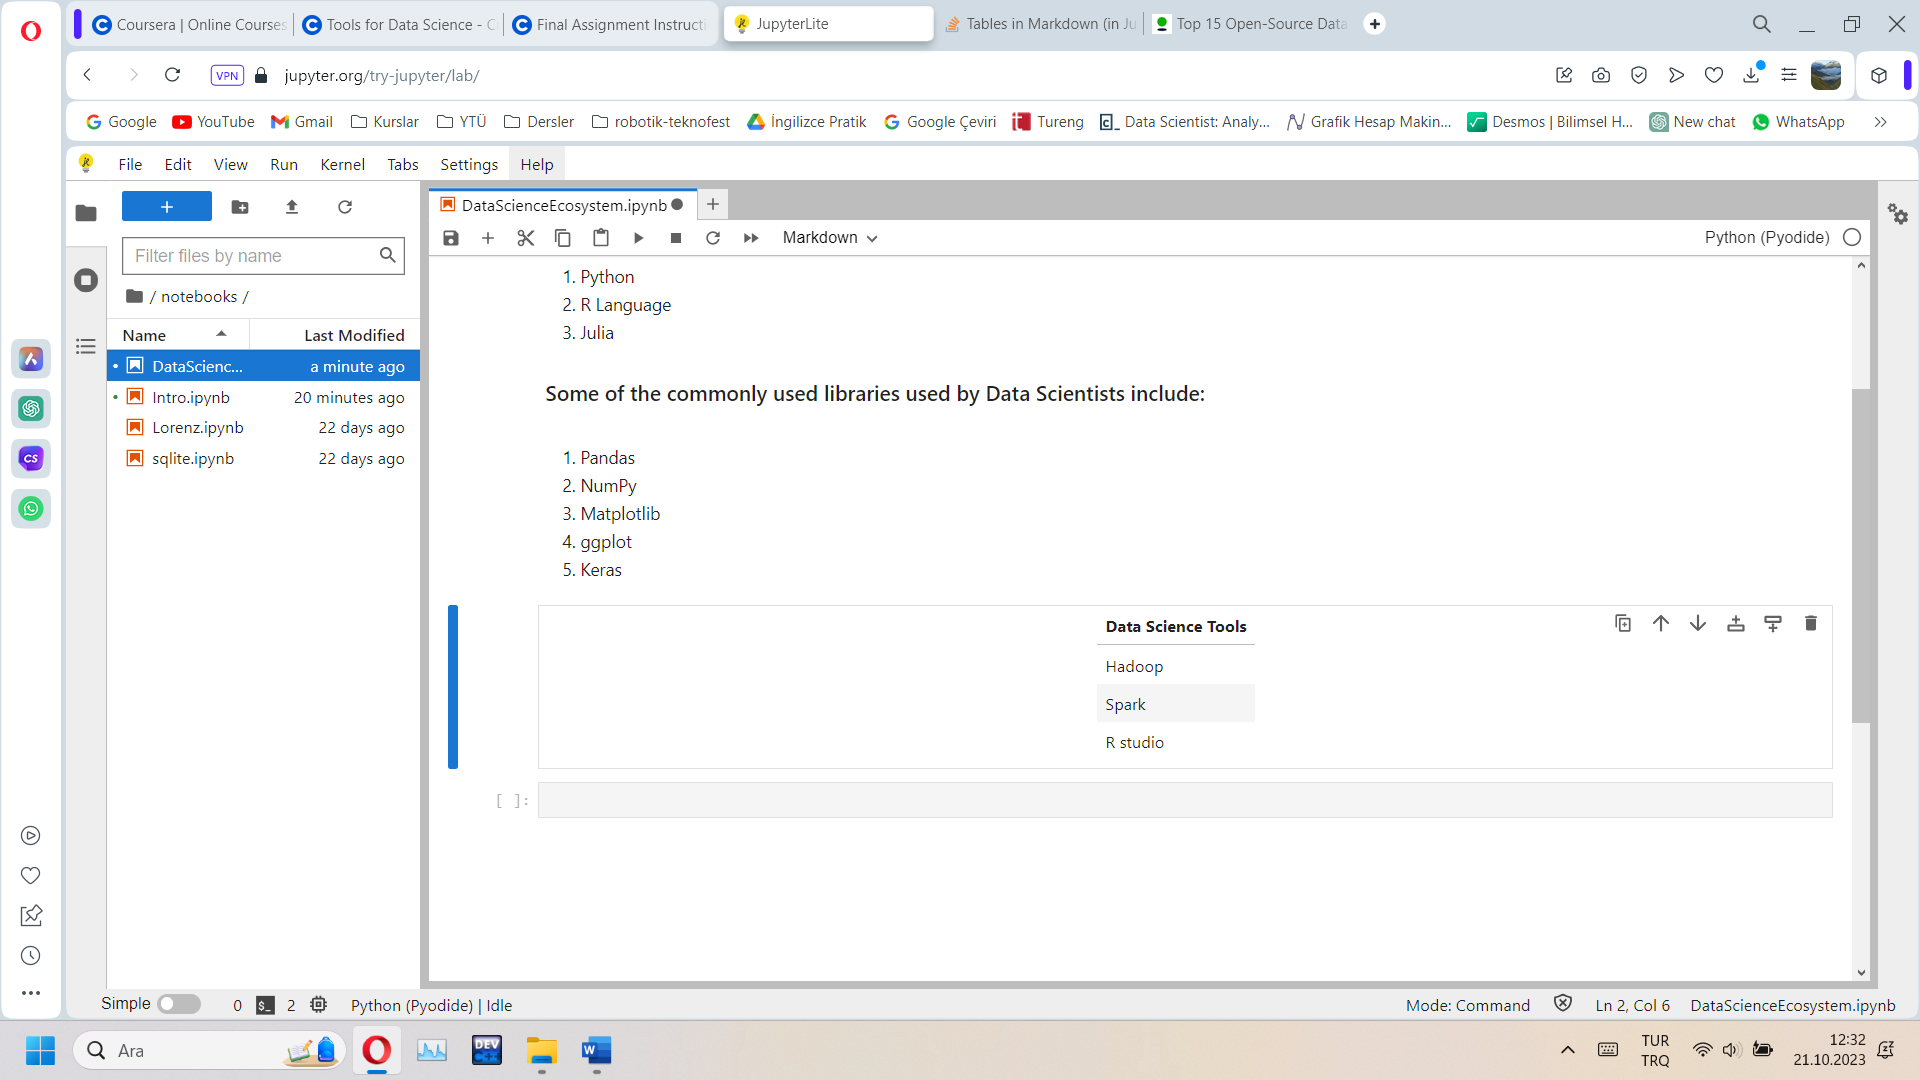 Coursera | Online Courses
Tools for Data Science - C
Final Assignment Instructi
JupyterLite
Tables in Markdown (in Ju
Top 15 Open-Source Data
VPN
jupyter.org/try-jupyter/lab/
Google
YouTube
Gmail
Kurslar
YTÜ
Dersler
robotik-teknofest
İngilizce Pratik
Google Çeviri
Tureng
Data Scientist: Analy...
Grafik Hesap Makin...
Desmos | Bilimsel H...
New chat
WhatsApp
File
Edit
View
Run
Kernel
Tabs
Settings
Help
DataScienceEcosystem.ipynb
Markdown
Python (Pyodide)
Filter files by name
/ notebooks /
Name
Last Modified
DataScienc...
a minute ago
Intro.ipynb
20 minutes ago
Lorenz.ipynb
22 days ago
sqlite.ipynb
22 days ago
1. Python
2. R Language
3. Julia
Some of the commonly used libraries used by Data Scientists include:
1. Pandas
2. NumPy
3. Matplotlib
4. ggplot
5. Keras
Data Science Tools
Hadoop
Spark
R studio
[ ]:
CS
Simple
0
$_
2
Python (Pyodide) | Idle
Mode: Command
Ln 2, Col 6
DataScienceEcosystem.ipynb
Ara
DEV
W
TUR
TRQ
12:32
21.10.2023